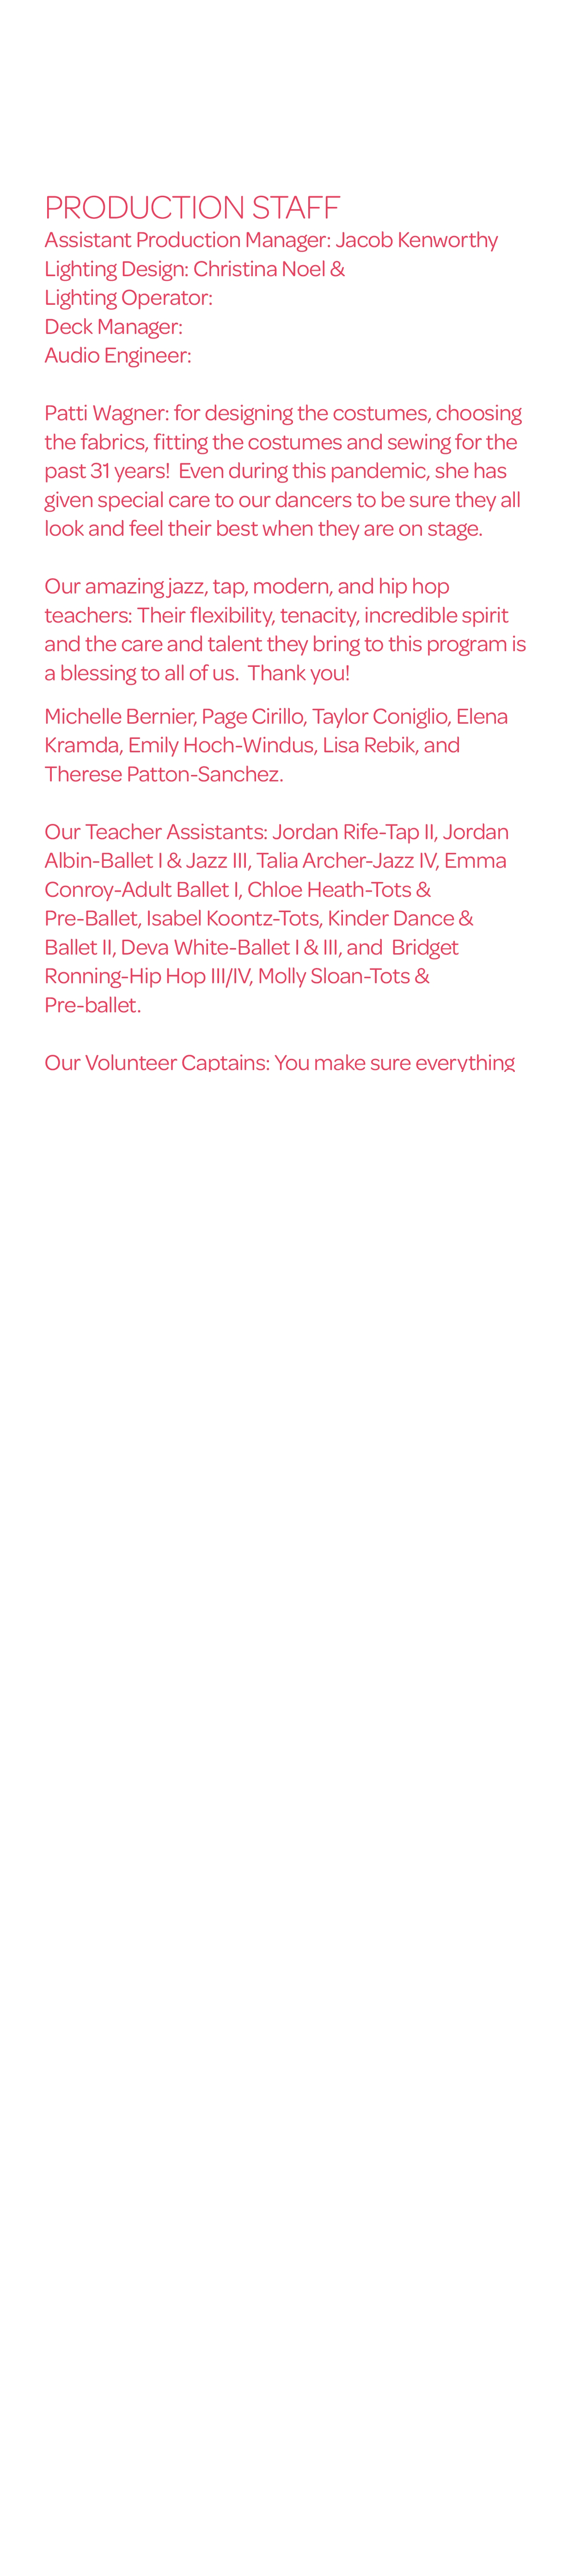 PRODUCTION STAFF
Assistant Production Manager: Jacob Kenworthy
Lighting Design: Christina Noel &
Lighting Operator:
Deck Manager:
Audio Engineer:
Patti Wagner: for designing the costumes, choosing
the fabrics, fitting the costumes and sewing for the
past 31 years!  Even during this pandemic, she has
given special care to our dancers to be sure they all
look and feel their best when they are on stage.
Our amazing jazz, tap, modern, and hip hop
teachers: Their flexibility, tenacity, incredible spirit
and the care and talent they bring to this program is
a blessing to all of us.  Thank you!
Michelle Bernier, Page Cirillo, Taylor Coniglio, Elena
Kramda, Emily Hoch-Windus, Lisa Rebik, and
Therese Patton-Sanchez.
Our Teacher Assistants: Jordan Rife-Tap II, Jordan
Albin-Ballet I & Jazz III, Talia Archer-Jazz IV, Emma
Conroy-Adult Ballet I, Chloe Heath-Tots &
Pre-Ballet, Isabel Koontz-Tots, Kinder Dance &
Ballet II, Deva White-Ballet I & III, and  Bridget
Ronning-Hip Hop III/IV, Molly Sloan-Tots &
Pre-ballet.
Our Volunteer Captains: You make sure everything